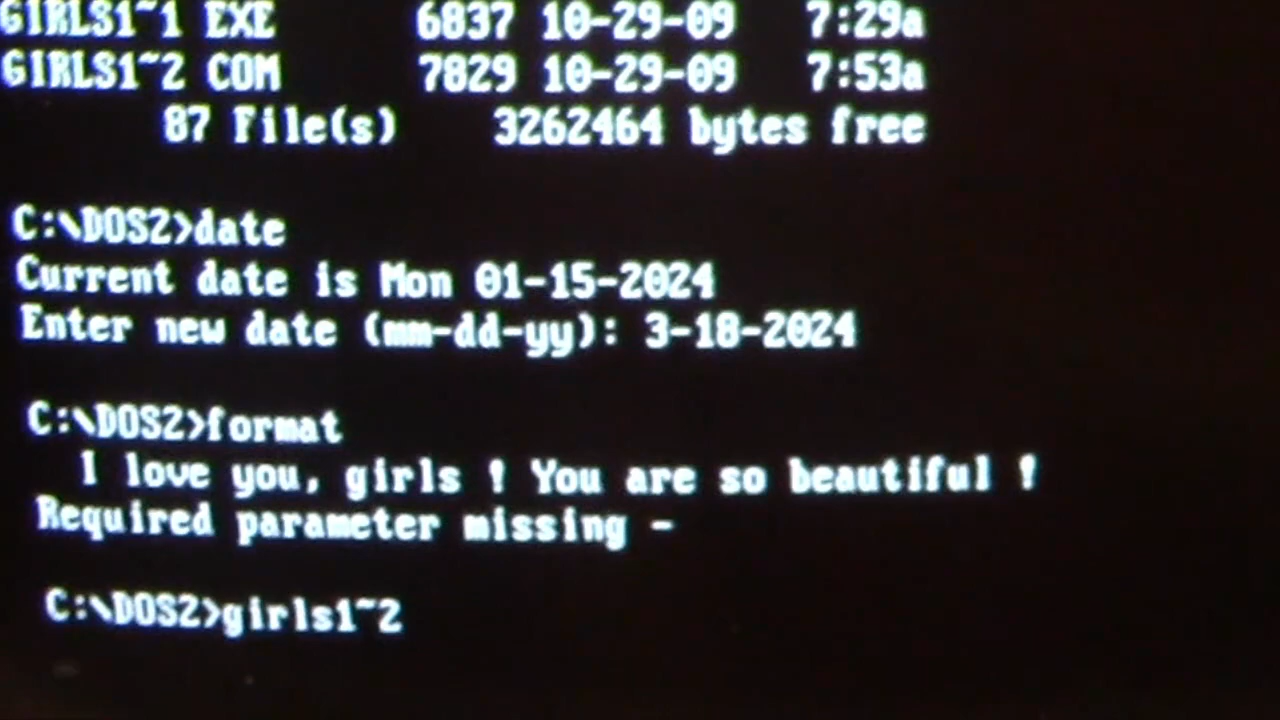 GIRLS1~1 EXE 6837 10-29-09 7:29a
GIRLS1~2 COM 7829 10-29-09 7:53a
87 File(s) 3262464 bytes free
C:\DOS2>date
Current date is Mon 01-15-2024
Enter new date (mm-dd-yy): 3-18-2024
C:\DOS2>format
I love you, girls ! You are so beautiful !
Required parameter missing -
C:\DOS2>girls1~2